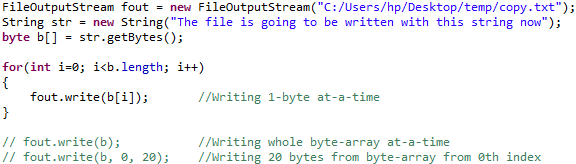 FileOutputStream fout = new FileOutputStream("C:/Users/hp/Desktop/temp/copy.txt");
String str = new String("The file is going to be written with this string now");
byte b[] = str.getBytes();
for(int i=0; i<b.length; i++)
{
fout.write(b[i]); //Writing 1-byte at-a-time
}
// fout.write(b); //Writing whole byte-array at-a-time
// fout.write(b, 0, 20); //Writing 20 bytes from byte-array from 0th index